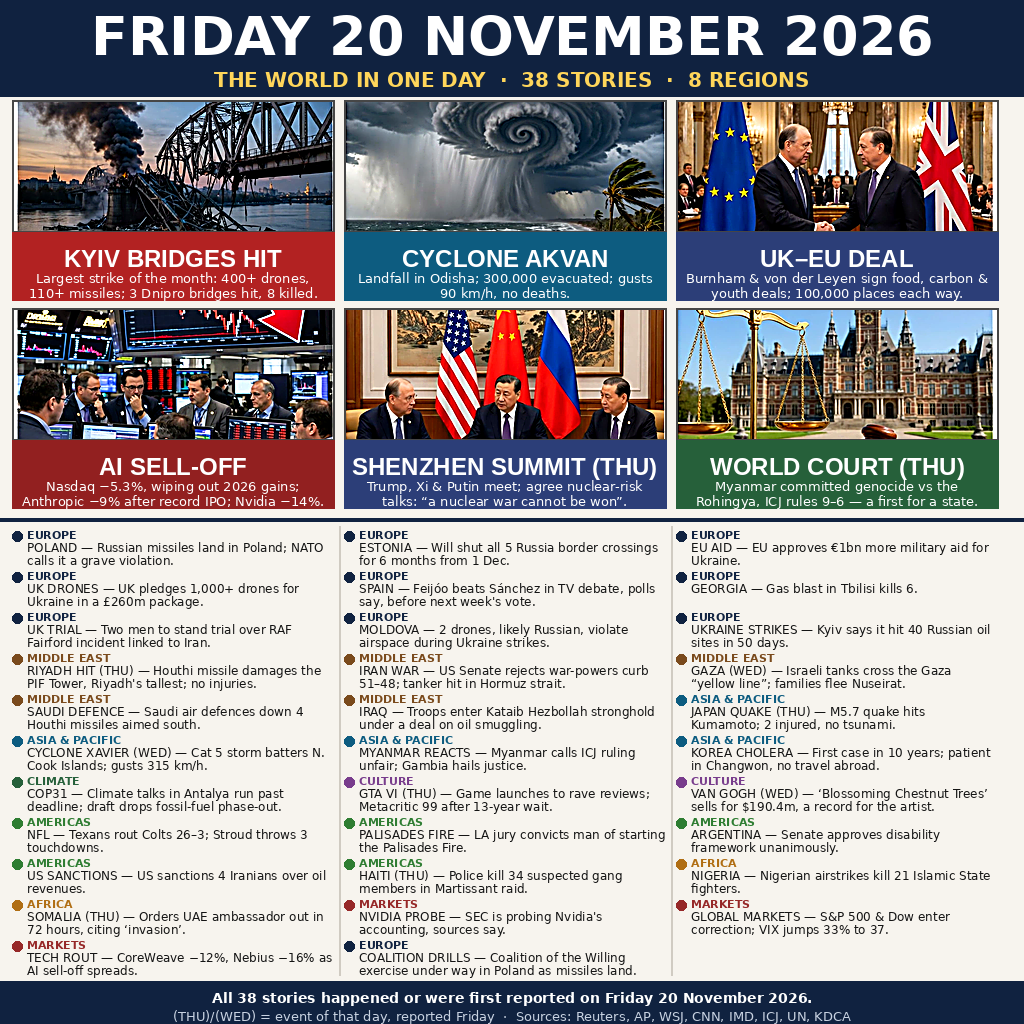 FRIDAY 20 NOVEMBER 2026
THE WORLD IN ONE DAY · 38 STORIES · 8 REGIONS
KYIV BRIDGES HIT
Largest strike of the month: 400+ drones,
110+ missiles; 3 Dnipro bridges hit, 8 killed.
CYCLONE AKVAN
Landfall in Odisha; 300,000 evacuated; gusts
90 km/h, no deaths.
UK–EU DEAL
Burnham & von der Leyen sign food, carbon &
youth deals; 100,000 places each way.
AI SELL-OFF
Nasdaq −5.3%, wiping out 2026 gains;
Anthropic −9% after record IPO; Nvidia −14%.
SHENZHEN SUMMIT (THU)
Trump, Xi & Putin meet; agree nuclear-risk
talks: “a nuclear war cannot be won”.
WORLD COURT (THU)
Myanmar committed genocide vs the
Rohingya, ICJ rules 9–6 — a first for a state.
EUROPE
POLAND — Russian missiles land in Poland; NATO
calls it a grave violation.
EUROPE
UK DRONES — UK pledges 1,000+ drones for
Ukraine in a £260m package.
EUROPE
UK TRIAL — Two men to stand trial over RAF
Fairford incident linked to Iran.
MIDDLE EAST
RIYADH HIT (THU) — Houthi missile damages the
PIF Tower, Riyadh's tallest; no injuries.
MIDDLE EAST
SAUDI DEFENCE — Saudi air defences down 4
Houthi missiles aimed south.
ASIA & PACIFIC
CYCLONE XAVIER (WED) — Cat 5 storm batters N.
Cook Islands; gusts 315 km/h.
CLIMATE
COP31 — Climate talks in Antalya run past
deadline; draft drops fossil-fuel phase-out.
AMERICAS
NFL — Texans rout Colts 26–3; Stroud throws 3
touchdowns.
AMERICAS
US SANCTIONS — US sanctions 4 Iranians over oil
revenues.
AFRICA
SOMALIA (THU) — Orders UAE ambassador out in
72 hours, citing ‘invasion’.
MARKETS
TECH ROUT — CoreWeave −12%, Nebius −16% as
AI sell-off spreads.
EUROPE
ESTONIA — Will shut all 5 Russia border crossings
for 6 months from 1 Dec.
EUROPE
SPAIN — Feijóo beats Sánchez in TV debate, polls
say, before next week's vote.
EUROPE
MOLDOVA — 2 drones, likely Russian, violate
airspace during Ukraine strikes.
MIDDLE EAST
IRAN WAR — US Senate rejects war-powers curb
51–48; tanker hit in Hormuz strait.
MIDDLE EAST
IRAQ — Troops enter Kataib Hezbollah stronghold
under a deal on oil smuggling.
ASIA & PACIFIC
MYANMAR REACTS — Myanmar calls ICJ ruling
unfair; Gambia hails justice.
CULTURE
GTA VI (THU) — Game launches to rave reviews;
Metacritic 99 after 13-year wait.
AMERICAS
PALISADES FIRE — LA jury convicts man of starting
the Palisades Fire.
AMERICAS
HAITI (THU) — Police kill 34 suspected gang
members in Martissant raid.
MARKETS
NVIDIA PROBE — SEC is probing Nvidia's
accounting, sources say.
EUROPE
COALITION DRILLS — Coalition of the Willing
exercise under way in Poland as missiles land.
EUROPE
EU AID — EU approves €1bn more military aid for
Ukraine.
EUROPE
GEORGIA — Gas blast in Tbilisi kills 6.
EUROPE
UKRAINE STRIKES — Kyiv says it hit 40 Russian oil
sites in 50 days.
MIDDLE EAST
GAZA (WED) — Israeli tanks cross the Gaza
“yellow line”; families flee Nuseirat.
ASIA & PACIFIC
JAPAN QUAKE (THU) — M5.7 quake hits
Kumamoto; 2 injured, no tsunami.
ASIA & PACIFIC
KOREA CHOLERA — First case in 10 years; patient
in Changwon, no travel abroad.
CULTURE
VAN GOGH (WED) — ‘Blossoming Chestnut Trees’
sells for $190.4m, a record for the artist.
AMERICAS
ARGENTINA — Senate approves disability
framework unanimously.
AFRICA
NIGERIA — Nigerian airstrikes kill 21 Islamic State
fighters.
MARKETS
GLOBAL MARKETS — S&P 500 & Dow enter
correction; VIX jumps 33% to 37.
All 38 stories happened or were first reported on Friday 20 November 2026.
(THU)/(WED) = event of that day, reported Friday · Sources: Reuters, AP, WSJ, CNN, IMD, ICJ, UN, KDCA